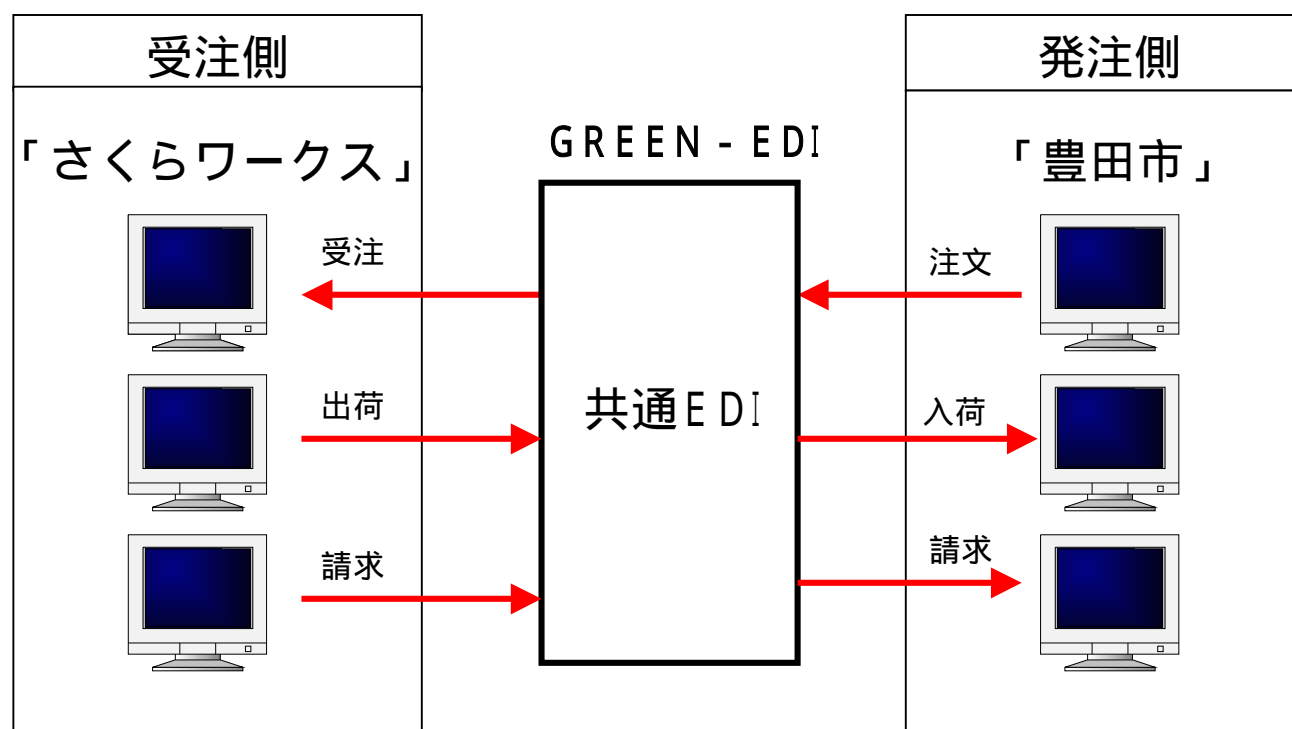 受注側
「さくらワークス」
受注
出荷
請求
GREEN-EDI
共通EDI
発注側
「豊田市」
注文
入荷
請求